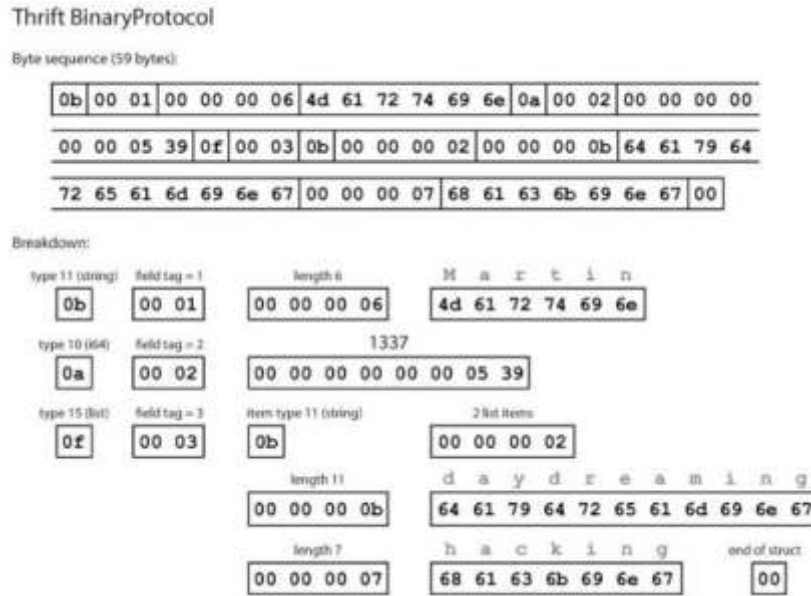 Thrift BinaryProtocol
Byte sequence (59 bytes):
0b 00 01 00 00 00 06 4d 61 72 74 69 6e 0a 00 02 00 00 00 00
00 00 05 39 0f 00 03 0b 00 00 00 02 00 00 00 0b 64 61 79 64
72 65 61 6d 69 6e 67 00 00 00 07 68 61 63 6b 69 6e 67 00
Breakdown:
type 11 (string) field tag = 1 length 6 M a r t i n
0b 00 01 00 00 00 06 4d 61 72 74 69 6e
type 10 (i64) field tag = 2 1337
0a 00 02 00 00 00 00 00 00 05 39
type 15 (list) field tag = 3 item type 11 (string) 2 list items
0f 00 03 0b 00 00 00 02
length 11 d a y d r e a m i n g
00 00 00 0b 64 61 79 64 72 65 61 6d 69 6e 67
length 7 h a c k i n g end of struct
00 00 00 07 68 61 63 6b 69 6e 67 00